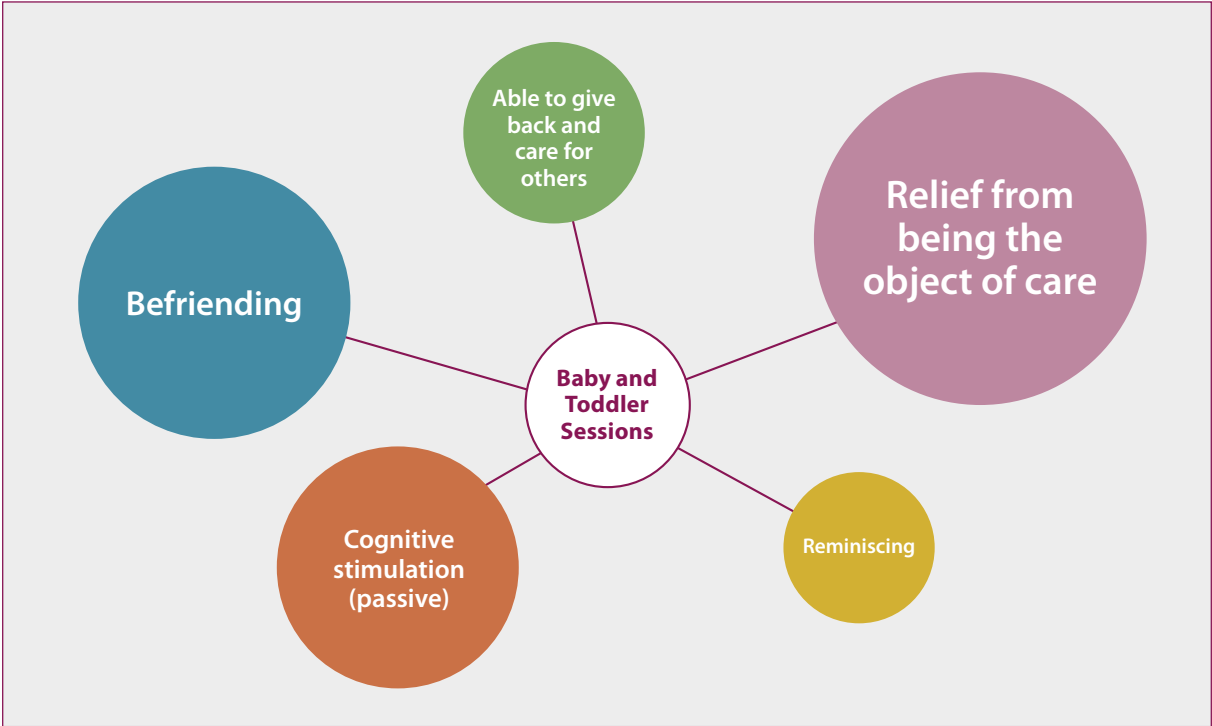 Able to give
back and
care for
others
Relief from
being the
object of care
Befriending
Baby and
Toddler
Sessions
Cognitive
stimulation
(passive)
Reminiscing